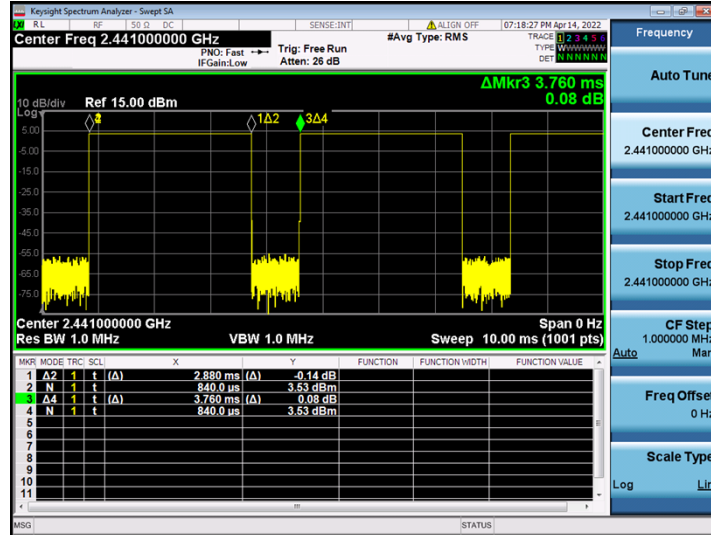 Keysight Spectrum Analyzer - Swept SA
LXI RL RF 50 Ω DC SENSE:INT ALIGN OFF 07:18:27 PM Apr 14, 2022
Center Freq 2.441000000 GHz #Avg Type: RMS TRACE 1 2 3 4 5 6
PNO: Fast Trig: Free Run TYPE W
IFGain:Low Atten: 26 dB DET N N N N N N
ΔMkr3 3.760 ms
0.08 dB
10 dB/div Ref 15.00 dBm
Log
2 1Δ2 3Δ4
5.00
-5.00
-15.0
-25.0
-35.0
-45.0
-55.0
-65.0
-75.0
Center 2.441000000 GHz Span 0 Hz
Res BW 1.0 MHz VBW 1.0 MHz Sweep 10.00 ms (1001 pts)
MKR MODE TRC SCL X Y FUNCTION FUNCTION WIDTH FUNCTION VALUE
1 Δ2 1 t (Δ) 2.880 ms (Δ) -0.14 dB
2 N 1 t 840.0 µs 3.53 dBm
3 Δ4 1 t (Δ) 3.760 ms (Δ) 0.08 dB
4 N 1 t 840.0 µs 3.53 dBm
5
6
7
8
9
10
11
MSG STATUS
Frequency
Auto Tune
Center Freq
2.441000000 GHz
Start Freq
2.441000000 GHz
Stop Freq
2.441000000 GHz
CF Step
1.000000 MHz
Auto Man
Freq Offset
0 Hz
Scale Type
Log Lin